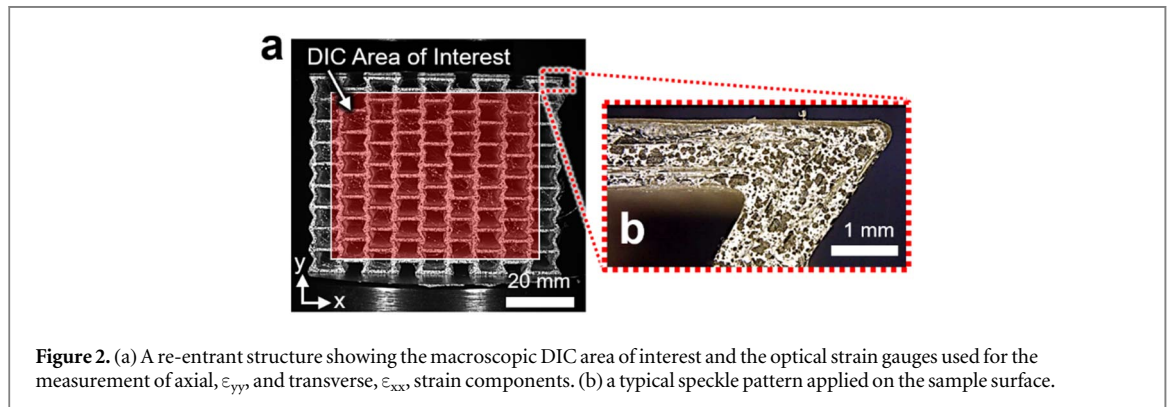 a
DIC Area of Interest
y
x
20 mm
b
1 mm
Figure 2. (a) A re-entrant structure showing the macroscopic DIC area of interest and the optical strain gauges used for the
measurement of axial, εyy, and transverse, εxx, strain components. (b) a typical speckle pattern applied on the sample surface.